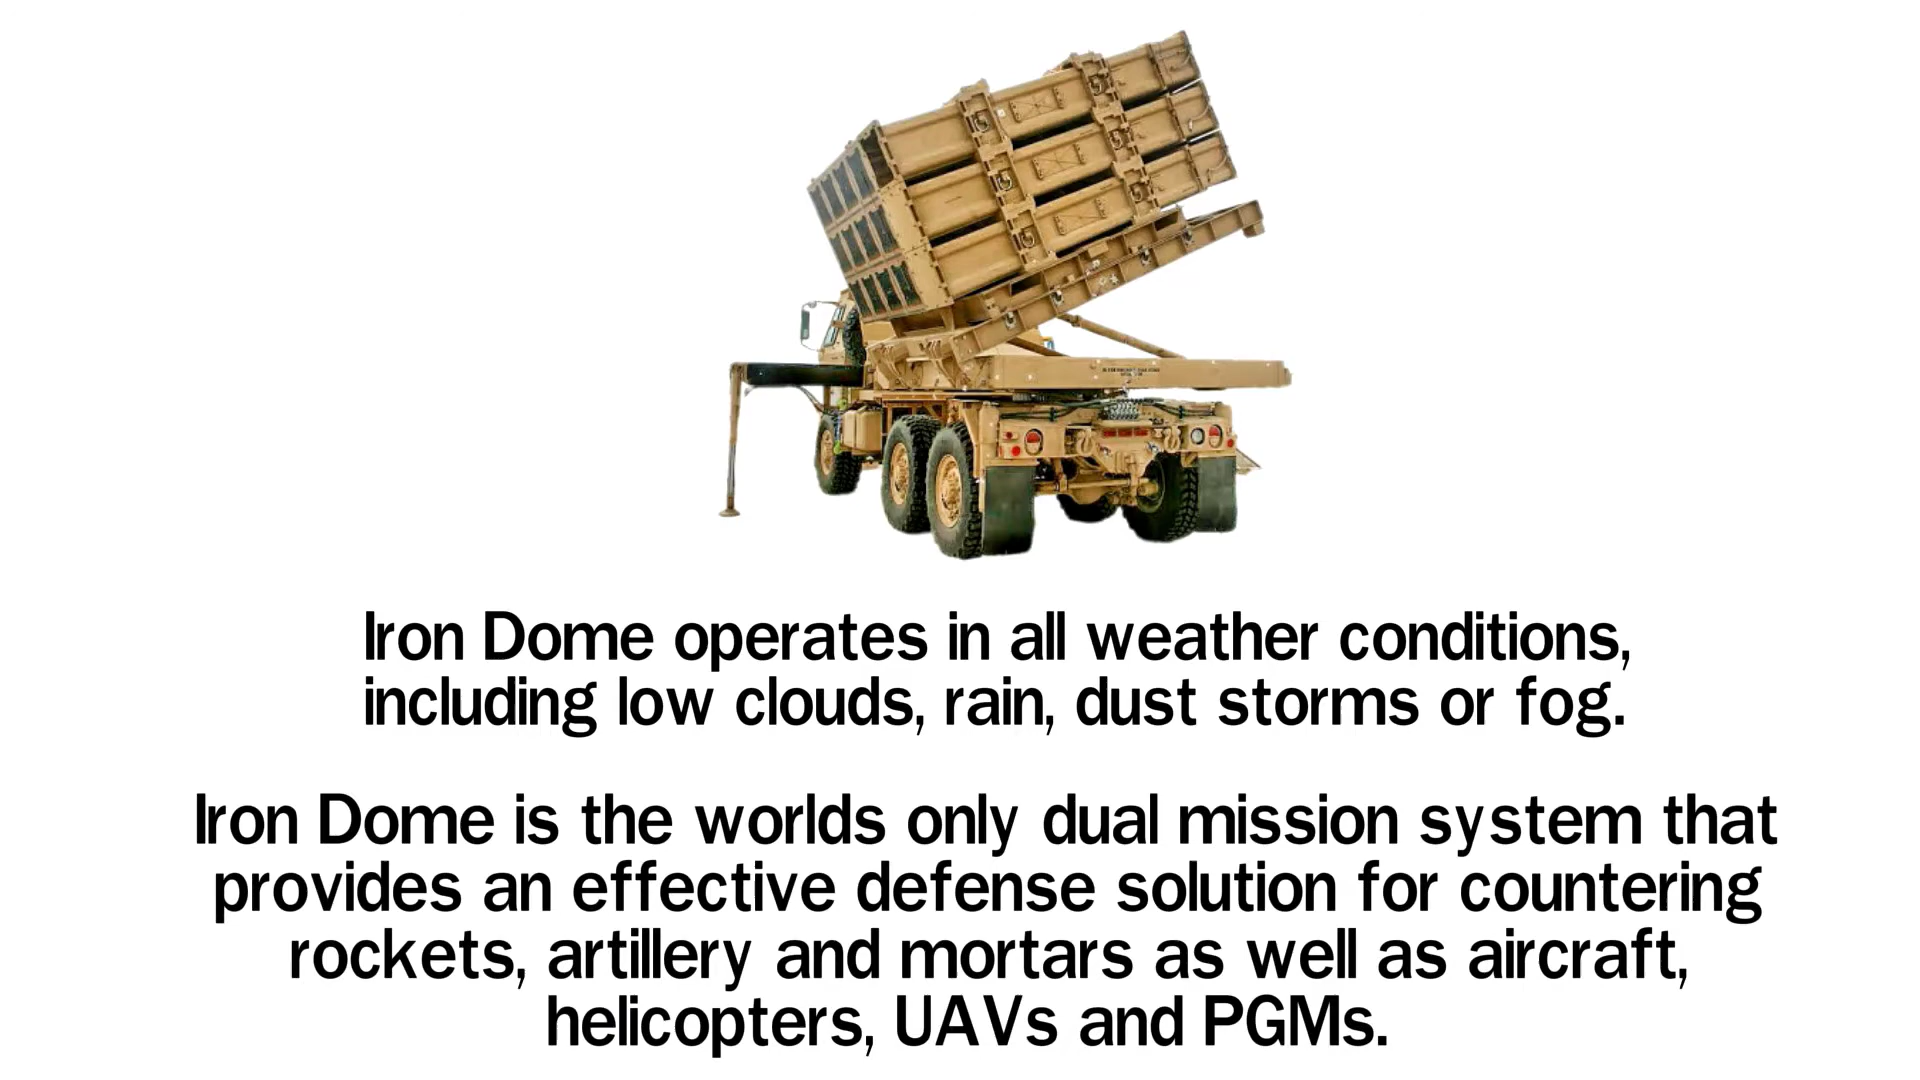 Iron Dome operates in all weather conditions,
including low clouds, rain, dust storms or fog.
Iron Dome is the worlds only dual mission system that
provides an effective defense solution for countering
rockets, artillery and mortars as well as aircraft,
helicopters, UAVs and PGMs.